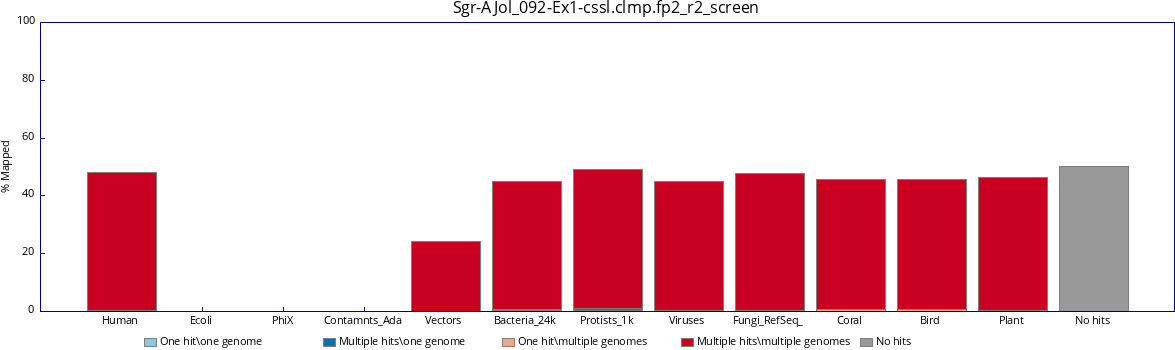 Sgr-AJol_092-Ex1-cssl.clmp.fp2_r2_screen
100
80
60
40
20
0
% Mapped
Human Ecoli PhiX Contamnts_Ada Vectors Bacteria_24k Protists_1k Viruses Fungi_RefSeq_ Coral Bird Plant No hits
One hit\one genome Multiple hits\one genome One hit\multiple genomes Multiple hits\multiple genomes No hits